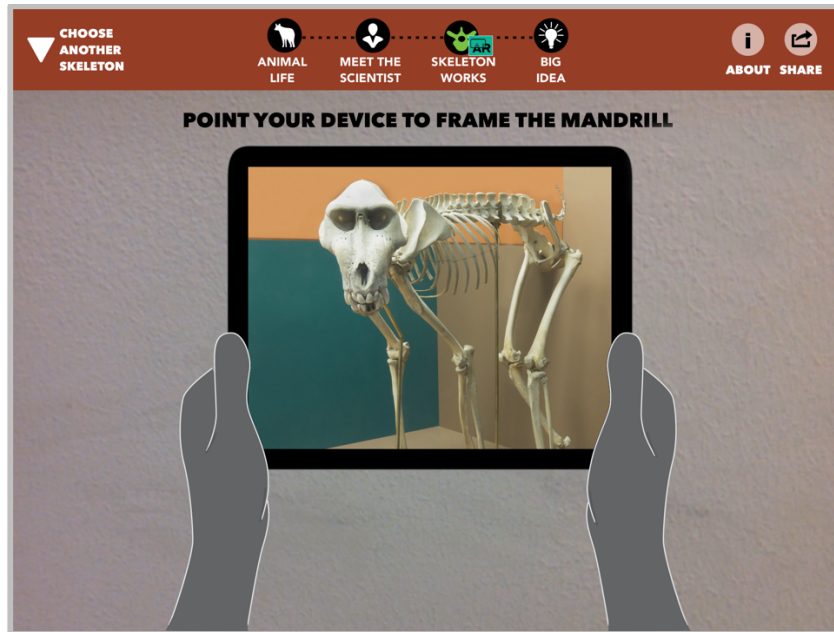 CHOOSE
ANOTHER
SKELETON
ANIMAL
LIFE
MEET THE
SCIENTIST
AR
SKELETON
WORKS
BIG
IDEA
i
ABOUT
SHARE
POINT YOUR DEVICE TO FRAME THE MANDRILL